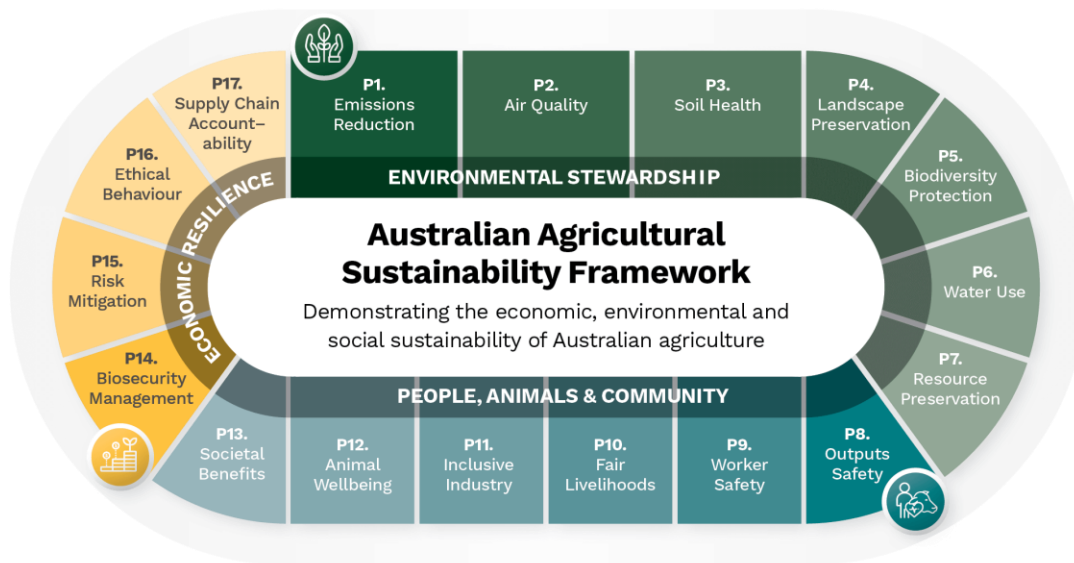 Australian Agricultural
Sustainability Framework
Demonstrating the economic, environmental and
social sustainability of Australian agriculture
ENVIRONMENTAL STEWARDSHIP
P1.
Emissions
Reduction
P2.
Air Quality
P3.
Soil Health
P4.
Landscape
Preservation
P5.
Biodiversity
Protection
P6.
Water Use
P7.
Resource
Preservation
PEOPLE, ANIMALS & COMMUNITY
P8.
Outputs
Safety
P9.
Worker
Safety
P10.
Fair
Livelihoods
P11.
Inclusive
Industry
P12.
Animal
Wellbeing
P13.
Societal
Benefits
ECONOMIC RESILIENCE
P14.
Biosecurity
Management
P15.
Risk
Mitigation
P16.
Ethical
Behaviour
P17.
Supply Chain
Account–
ability